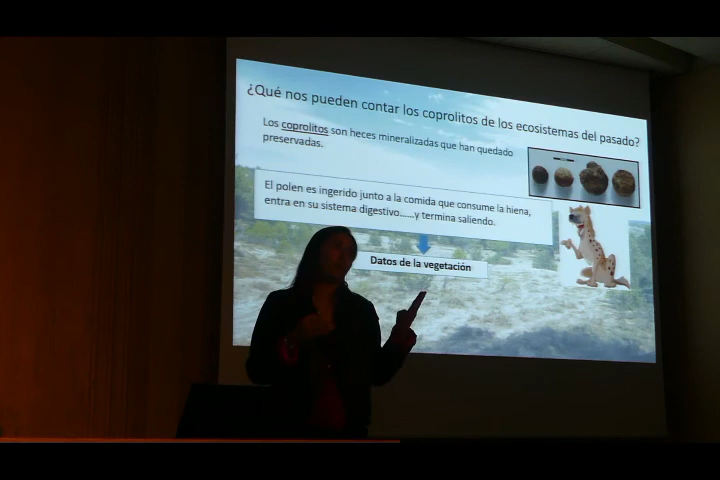 ¿Qué nos pueden contar los coprolitos de los ecosistemas del pasado?
Los coprolitos son heces mineralizadas que han quedado
preservadas.
El polen es ingerido junto a la comida que consume la hiena,
entra en su sistema digestivo......y termina saliendo.
Datos de la vegetación